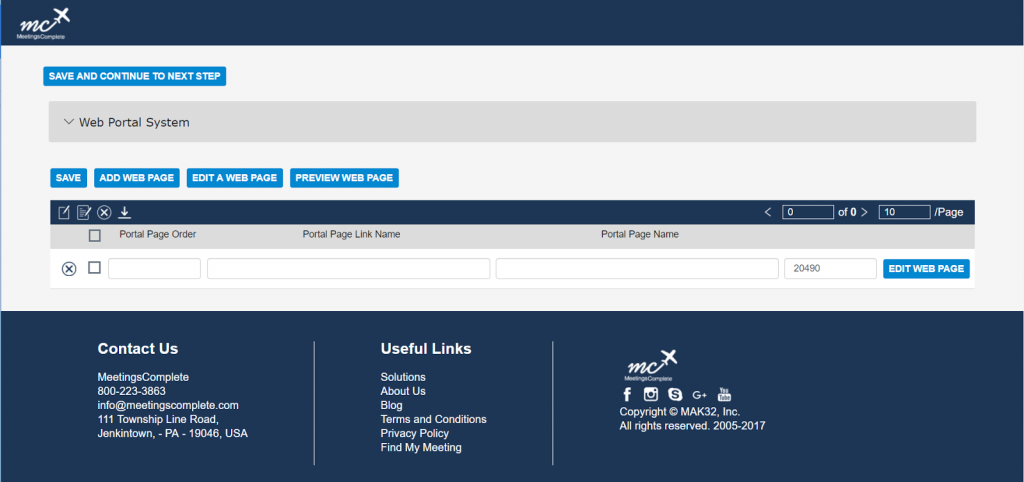 mc
MeetingsComplete
SAVE AND CONTINUE TO NEXT STEP
Web Portal System
SAVE ADD WEB PAGE EDIT A WEB PAGE PREVIEW WEB PAGE
0 of 0 10 /Page
Portal Page Order Portal Page Link Name Portal Page Name
20490 EDIT WEB PAGE
Contact Us
MeetingsComplete
800-223-3863
info@meetingscomplete.com
111 Township Line Road,
Jenkintown, - PA - 19046, USA
Useful Links
Solutions
About Us
Blog
Terms and Conditions
Privacy Policy
Find My Meeting
mc
MeetingsComplete
f G+ You Tube
Copyright © MAK32, Inc.
All rights reserved. 2005-2017